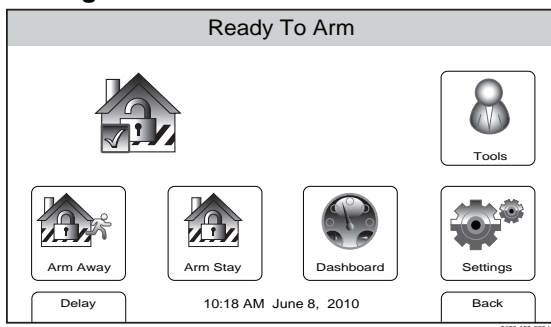 Ready To Arm
Tools
Arm Away
Arm Stay
Dashboard
Settings
Delay
10:18 AM June 8, 2010
Back